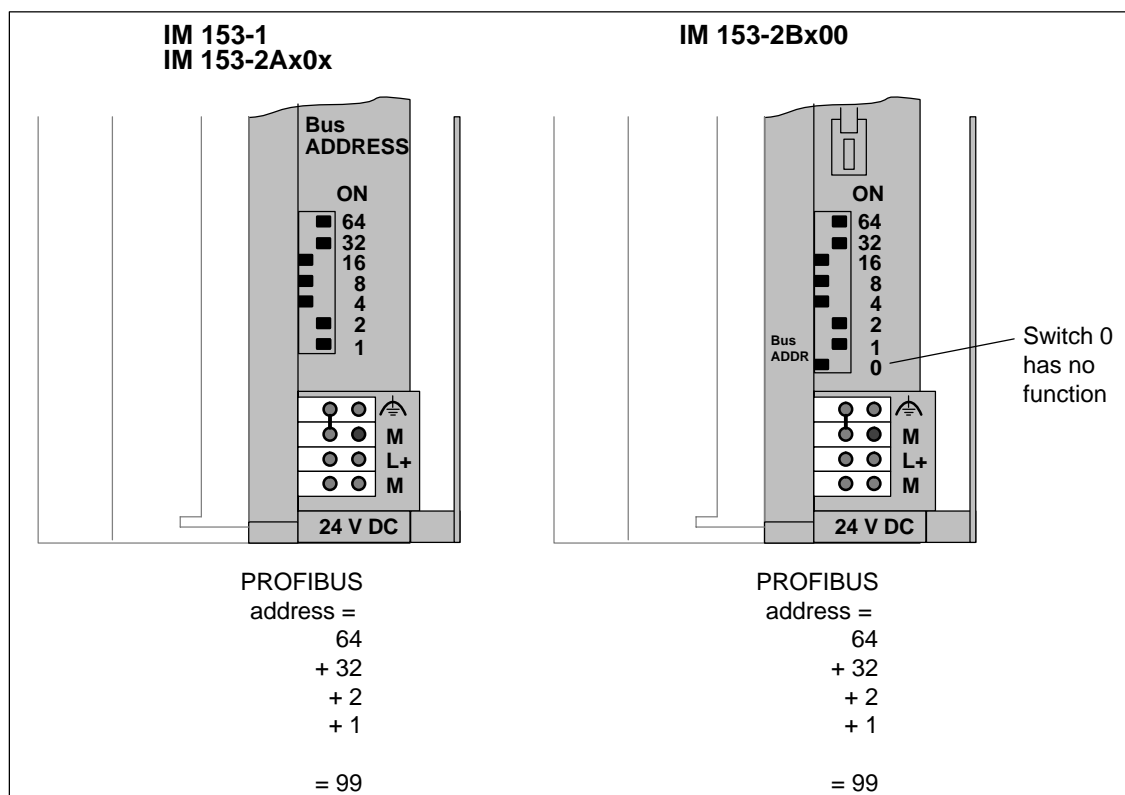 IM 153-1
IM 153-2Ax0x
Bus
ADDRESS
ON
64
32
16
8
4
2
1
M
L+
M
24 V DC
PROFIBUS
address =
64
+ 32
+ 2
+ 1
= 99
IM 153-2Bx00
ON
64
32
16
8
4
2
1
0
Bus
ADDR
Switch 0
has no
function
M
L+
M
24 V DC
PROFIBUS
address =
64
+ 32
+ 2
+ 1
= 99